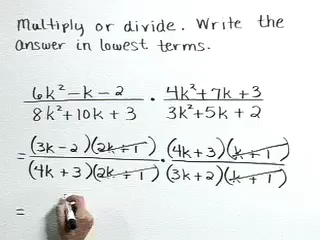 Multiply or divide. Write the
answer in lowest terms.
6k² - k - 2 / 8k² + 10k + 3 · 4k² + 7k + 3 / 3k² + 5k + 2
= (3k - 2)(2k + 1) / (4k + 3)(2k + 1) · (4k + 3)(k + 1) / (3k + 2)(k + 1)
=